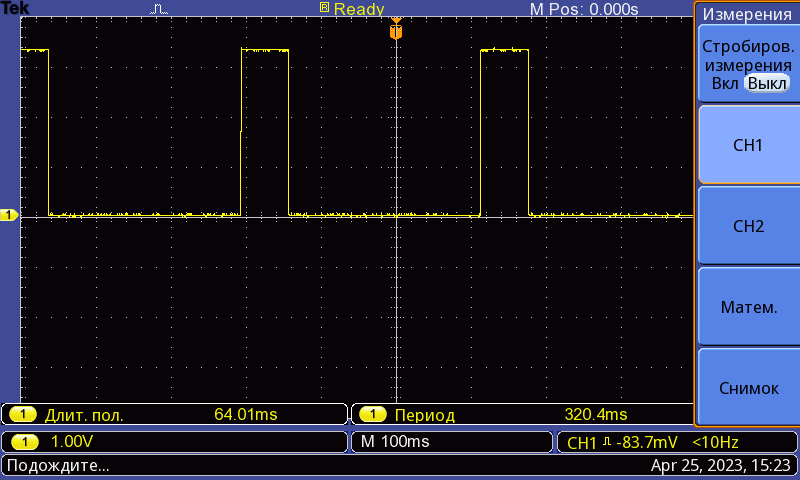 Tek R Ready M Pos: 0.000s
Измерения
Стробиров.
измерения
Вкл Выкл
T
CH1
1
CH2
Матем.
Снимок
1 Длит. пол. 64.01ms 1 Период 320.4ms
1 1.00V M 100ms CH1 -83.7mV <10Hz
Подождите... Apr 25, 2023, 15:23